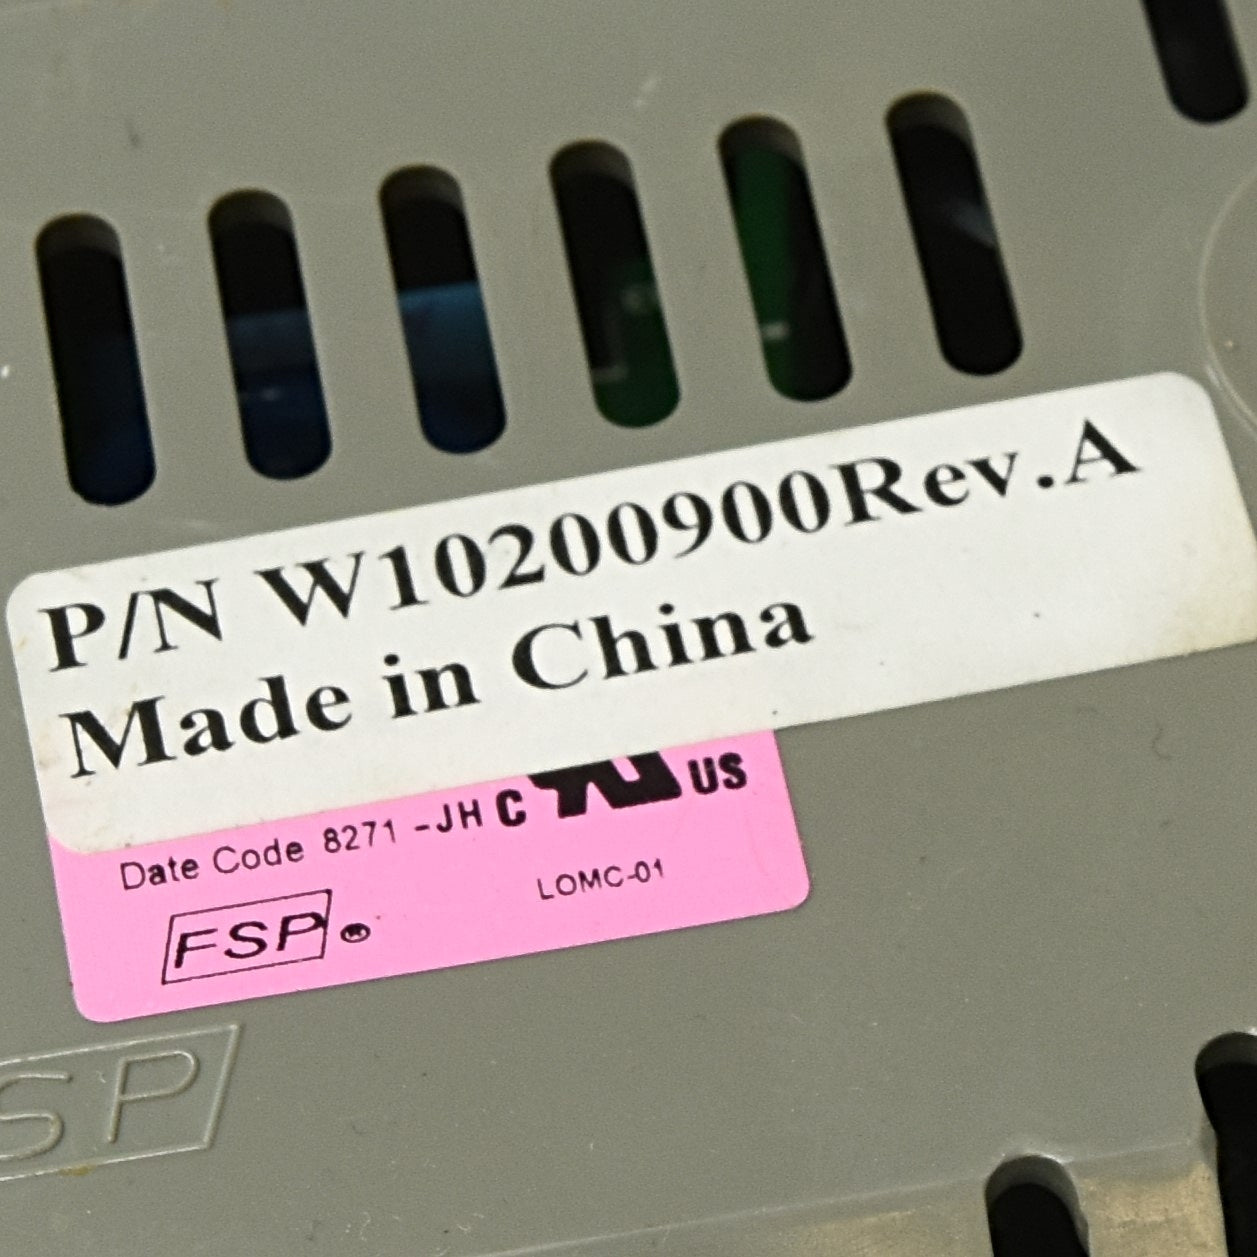 P/N W10200900Rev.A
Made in China
Date Code 8271 -JH C US
LOMC-01
FSP
SP